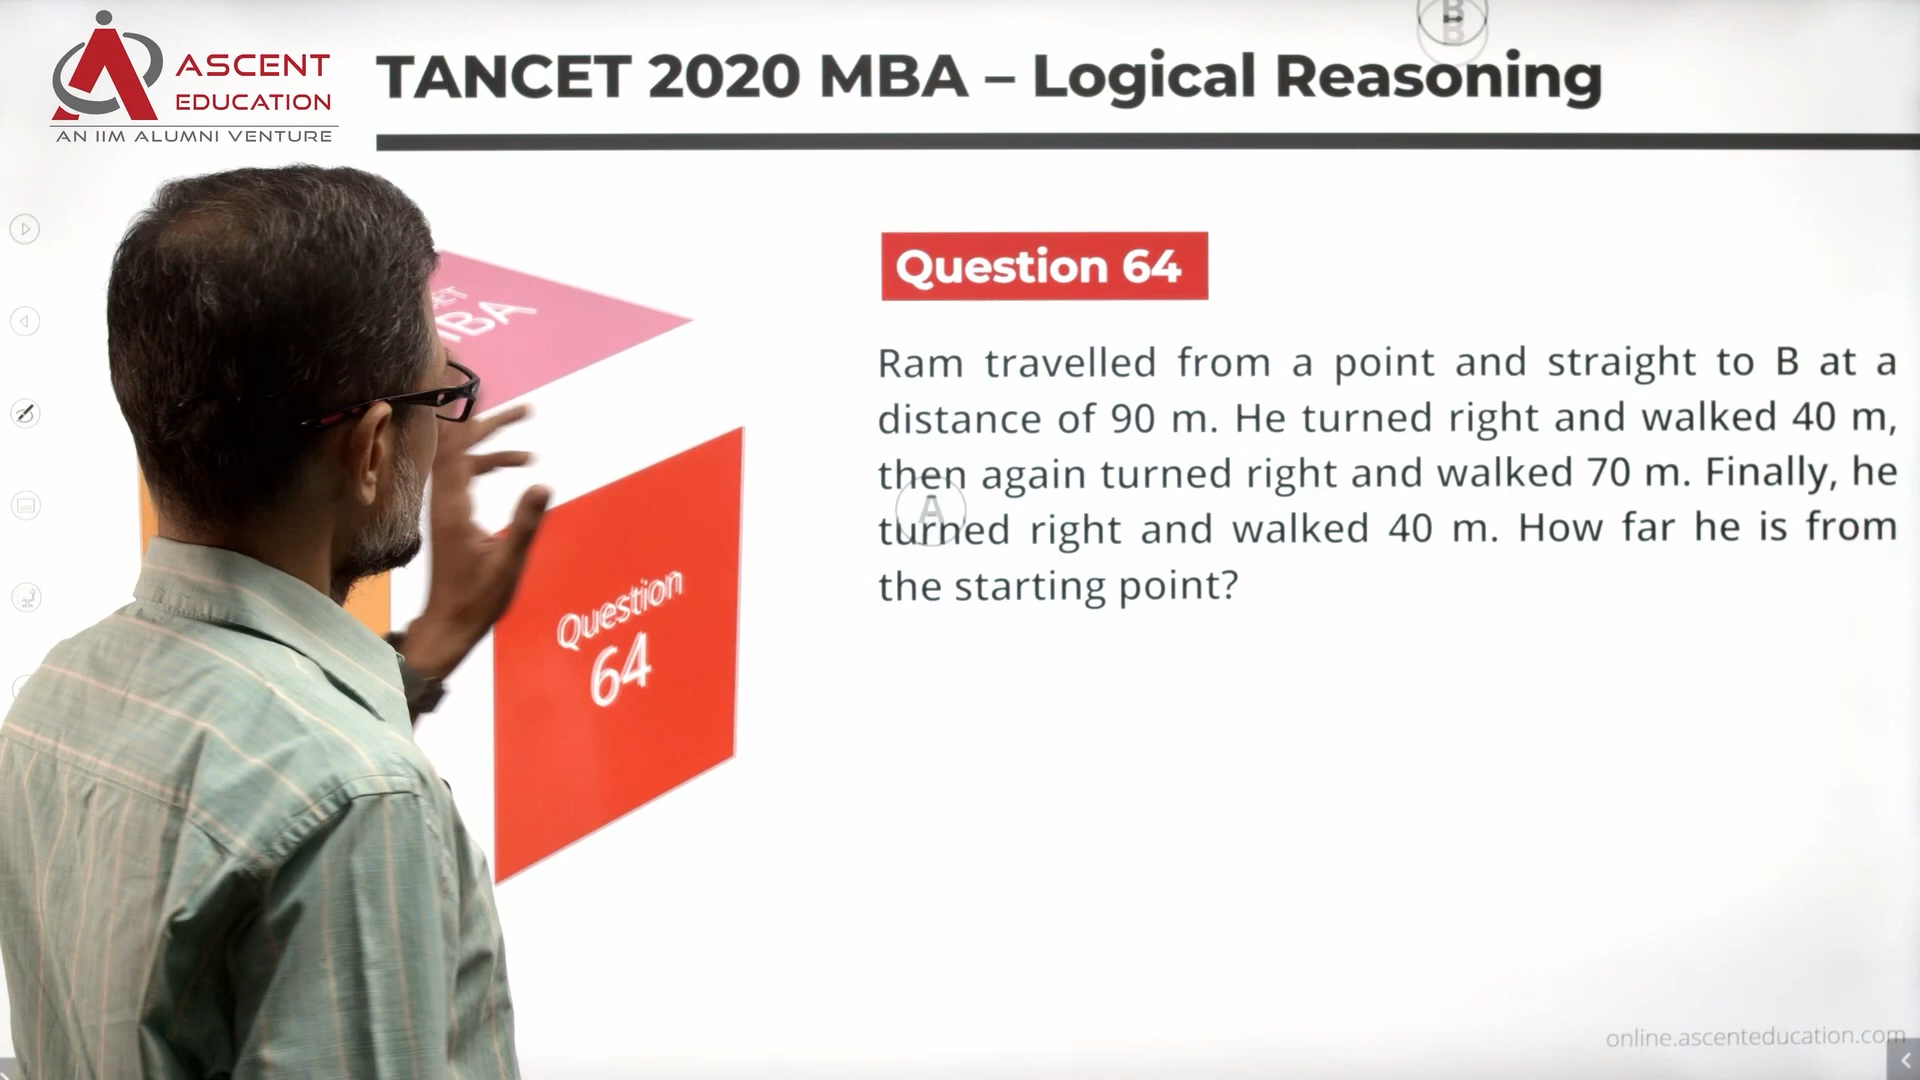 ASCENT
EDUCATION
AN IIM ALUMNI VENTURE
TANCET 2020 MBA – Logical Reasoning
B
B
Question 64
Ram travelled from a point and straight to B at a
distance of 90 m. He turned right and walked 40 m,
then again turned right and walked 70 m. Finally, he
A
turned right and walked 40 m. How far he is from
the starting point?
Question
64
online.ascenteducation.com